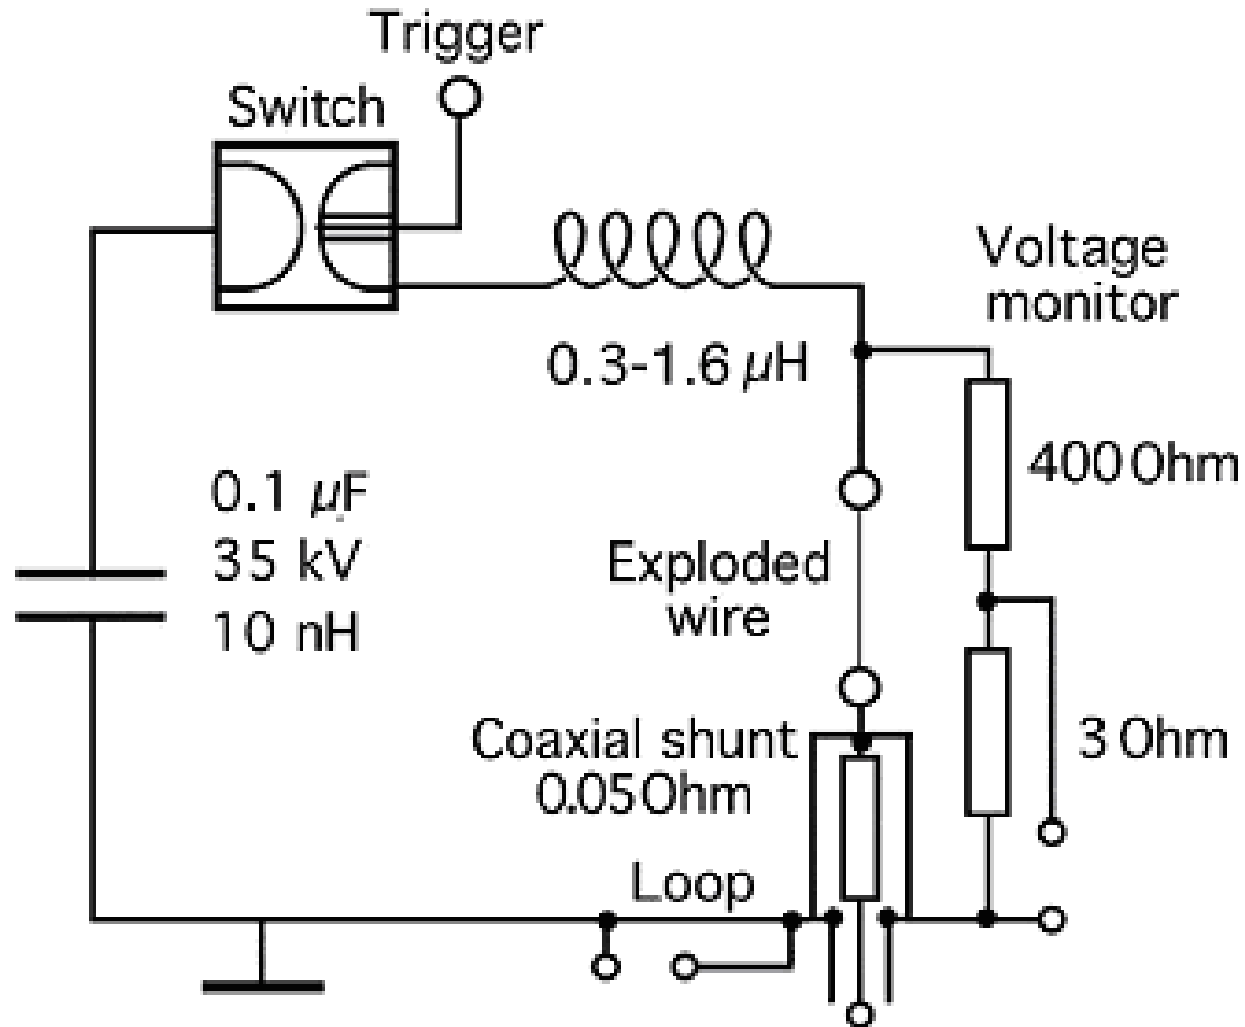 Trigger
Switch
Voltage
monitor
0.3-1.6 μH
400 Ohm
0.1 μF
35 kV
10 nH
Exploded
wire
Coaxial shunt
0.05 Ohm
3 Ohm
Loop